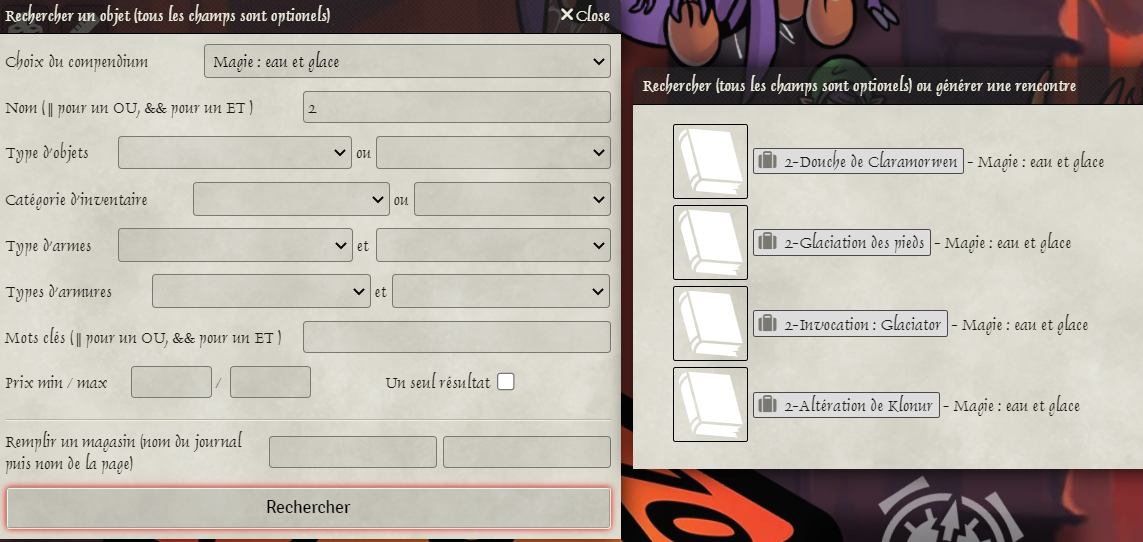 Rechercher un objet (tous les champs sont optionels)
Close
Choix du compendium
Magie : eau et glace
Nom ( || pour un OU, && pour un ET )
2
Type d'objets
ou
Catégorie d'inventaire
ou
Type d'armes
et
Types d'armures
et
Mots clés ( || pour un OU, && pour un ET )
Prix min / max
/
Un seul résultat
Remplir un magasin (nom du journal
puis nom de la page)
Rechercher
Rechercher (tous les champs sont optionels) ou générer une rencontre
2-Douche de Claramorwen - Magie : eau et glace
2-Glaciation des pieds - Magie : eau et glace
2-Invocation : Glaciator - Magie : eau et glace
2-Altération de Klonur - Magie : eau et glace